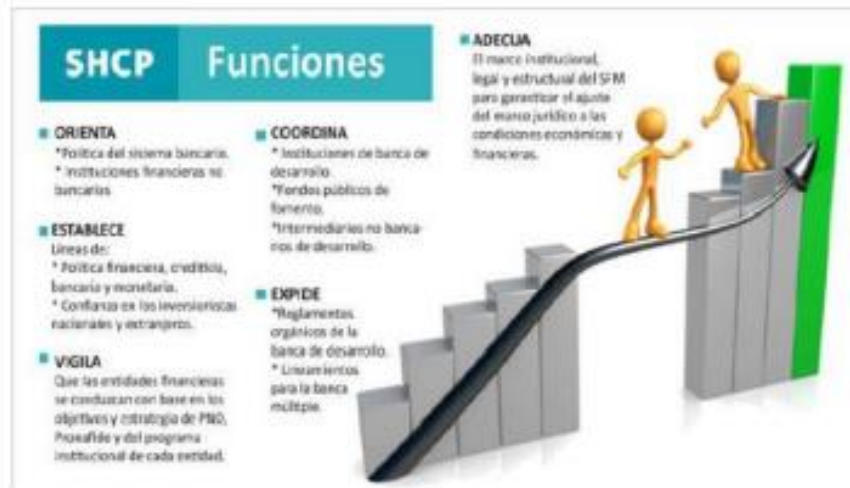 SHCP Funciones
ORIENTA
*Política del sistema bancario.
* Instituciones financieras no
bancarios
ESTABLECE
Líneas de:
* Política financiera, crediticia,
bancaria y monetaria.
* Confianza en los inversionistas
nacionales y extranjeros.
VIGILA
Que las entidades financieras
se conduzcan con base en los
objetivos y estrategia de PND,
Pronafide y del programa
institucional de cada entidad.
COORDINA
* Instituciones de banca de
desarrollo.
*Fondos públicos de
fomento.
*Intermediarios no banca-
rios de desarrollo.
EXPIDE
*Reglamentos
orgánicos de la
banca de desarrollo.
* Lineamientos
para la banca
múltiple.
ADECUA
El marco institucional,
legal y estructural del SFM
para garantizar el ajuste
del marco jurídico a las
condiciones económicas y
financieras.